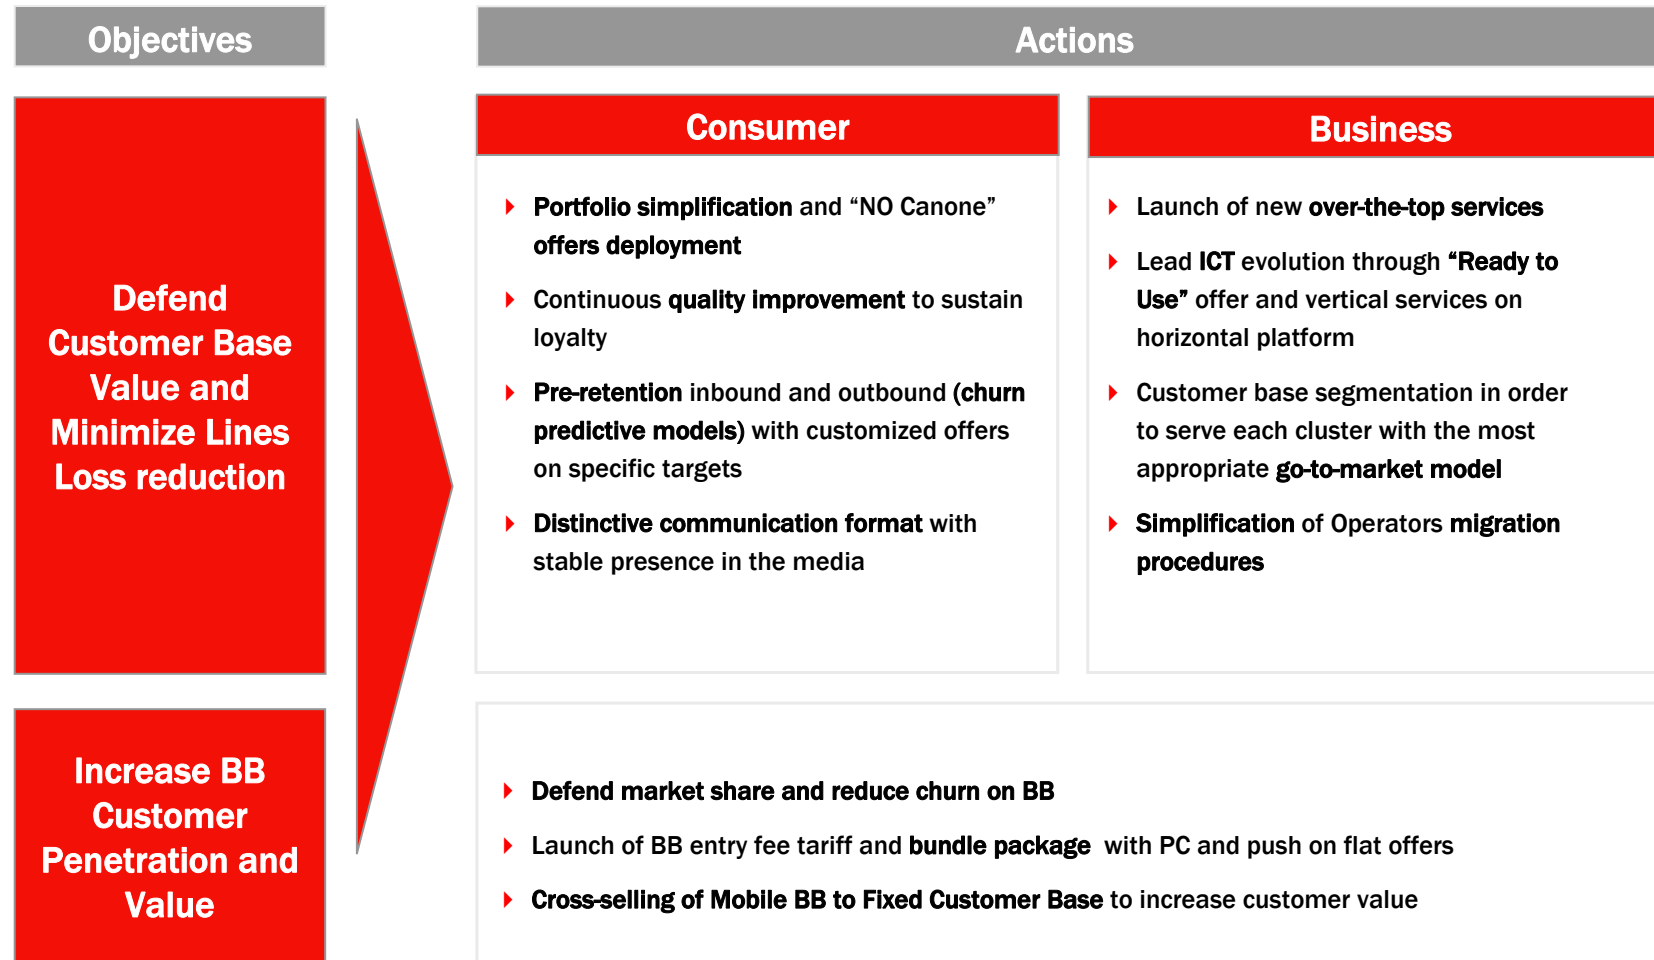 Objectives
Actions
Defend
Customer Base
Value and
Minimize Lines
Loss reduction
Consumer
Portfolio simplification and “NO Canone”
offers deployment
Continuous quality improvement to sustain
loyalty
Pre-retention inbound and outbound (churn
predictive models) with customized offers
on specific targets
Distinctive communication format with
stable presence in the media
Business
Launch of new over-the-top services
Lead ICT evolution through “Ready to
Use” offer and vertical services on
horizontal platform
Customer base segmentation in order
to serve each cluster with the most
appropriate go-to-market model
Simplification of Operators migration
procedures
Increase BB
Customer
Penetration and
Value
Defend market share and reduce churn on BB
Launch of BB entry fee tariff and bundle package with PC and push on flat offers
Cross-selling of Mobile BB to Fixed Customer Base to increase customer value